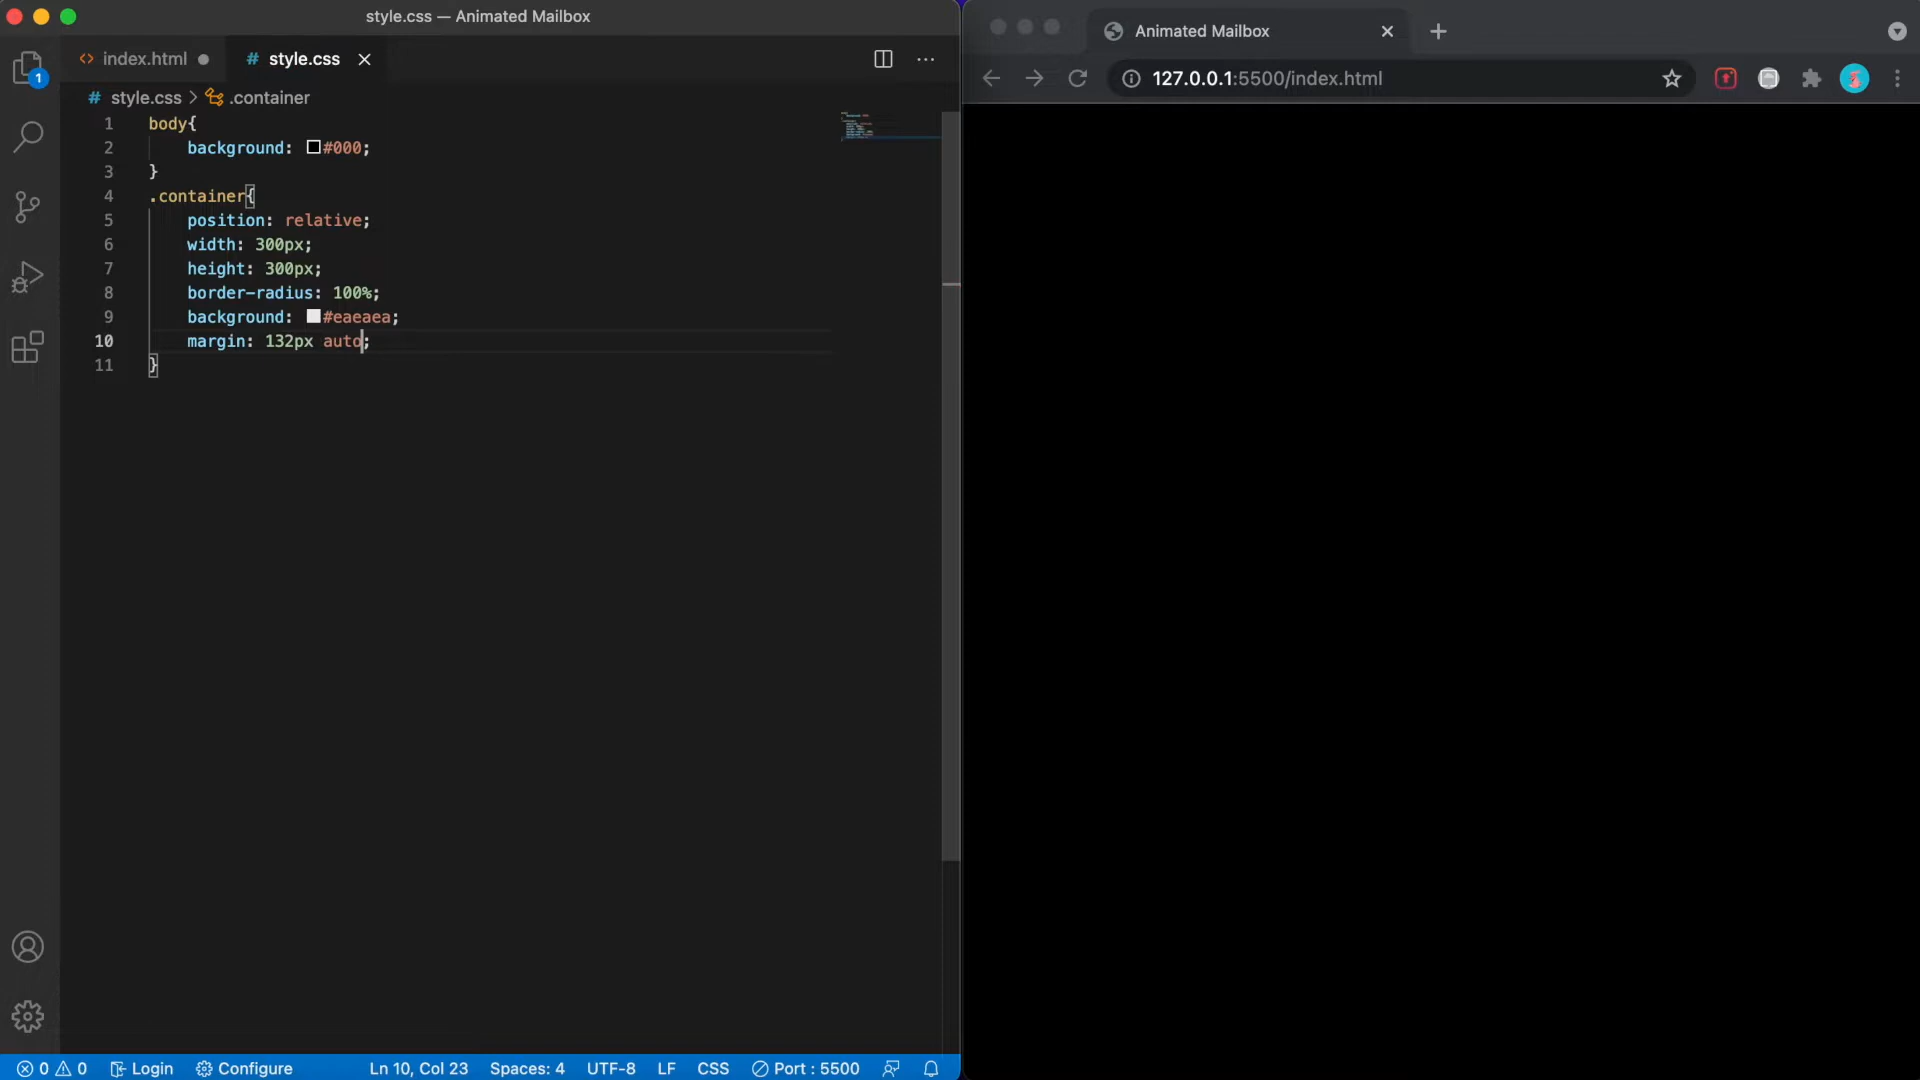 style.css — Animated Mailbox
index.html
# style.css
# style.css > .container
1 body{
2 background: #000;
3 }
4 .container{
5 position: relative;
6 width: 300px;
7 height: 300px;
8 border-radius: 100%;
9 background: #eaeaea;
10 margin: 132px auto;
11 }
1
0 0 Login Configure Ln 10, Col 23 Spaces: 4 UTF-8 LF CSS Port : 5500
Animated Mailbox
127.0.0.1:5500/index.html